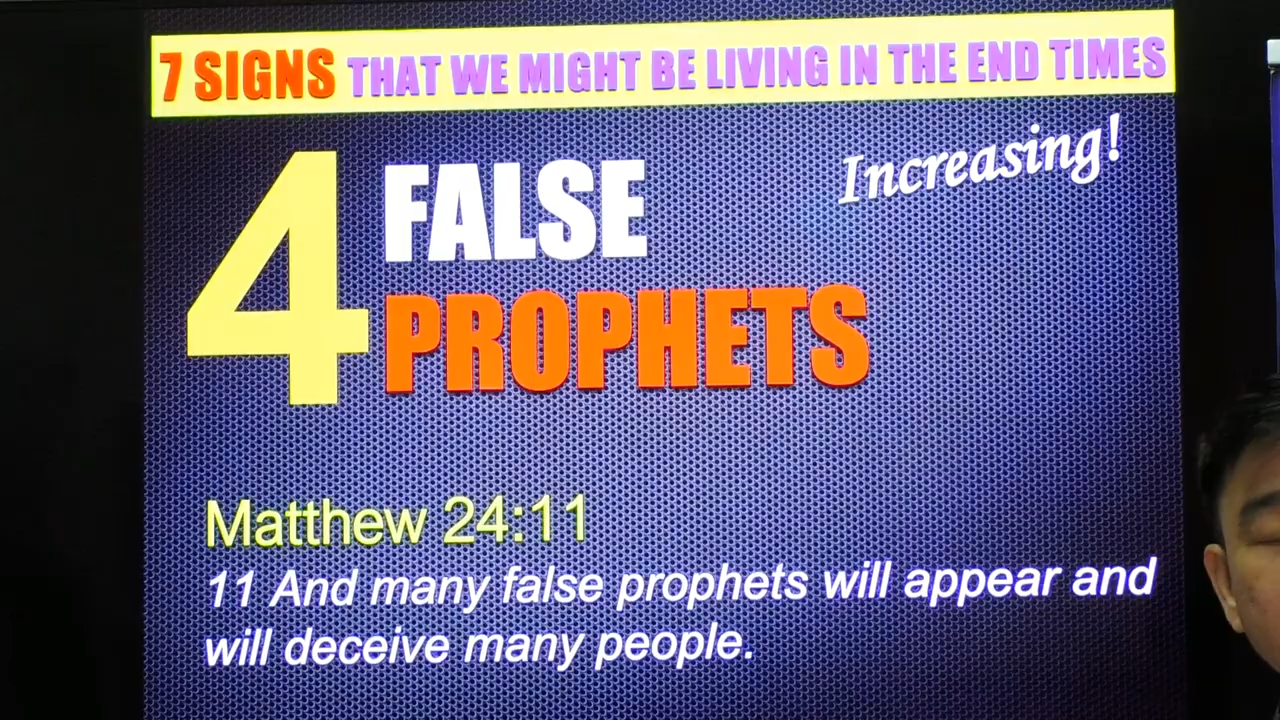 7 SIGNS THAT WE MIGHT BE LIVING IN THE END TIMES
Increasing!
4 FALSE
PROPHETS
Matthew 24:11
11 And many false prophets will appear and
will deceive many people.